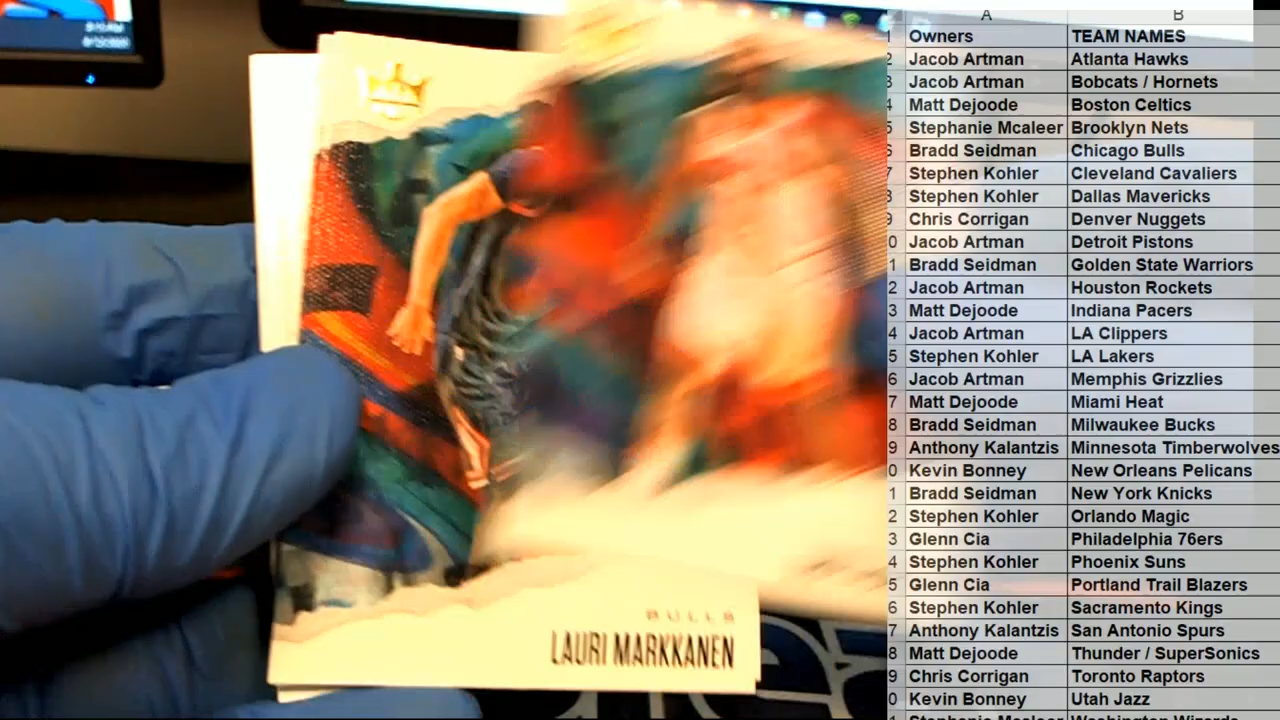 A B
1 Owners TEAM NAMES
2 Jacob Artman Atlanta Hawks
3 Jacob Artman Bobcats / Hornets
4 Matt Dejoode Boston Celtics
5 Stephanie Mcaleer Brooklyn Nets
6 Bradd Seidman Chicago Bulls
7 Stephen Kohler Cleveland Cavaliers
8 Stephen Kohler Dallas Mavericks
9 Chris Corrigan Denver Nuggets
0 Jacob Artman Detroit Pistons
1 Bradd Seidman Golden State Warriors
2 Jacob Artman Houston Rockets
3 Matt Dejoode Indiana Pacers
4 Jacob Artman LA Clippers
5 Stephen Kohler LA Lakers
6 Jacob Artman Memphis Grizzlies
7 Matt Dejoode Miami Heat
8 Bradd Seidman Milwaukee Bucks
9 Anthony Kalantzis Minnesota Timberwolves
0 Kevin Bonney New Orleans Pelicans
1 Bradd Seidman New York Knicks
2 Stephen Kohler Orlando Magic
3 Glenn Cia Philadelphia 76ers
4 Stephen Kohler Phoenix Suns
5 Glenn Cia Portland Trail Blazers
6 Stephen Kohler Sacramento Kings
7 Anthony Kalantzis San Antonio Spurs
8 Matt Dejoode Thunder / SuperSonics
9 Chris Corrigan Toronto Raptors
0 Kevin Bonney Utah Jazz
Stephanie Mcaleer Washington Wizards
BULLS
LAURI MARKKANEN